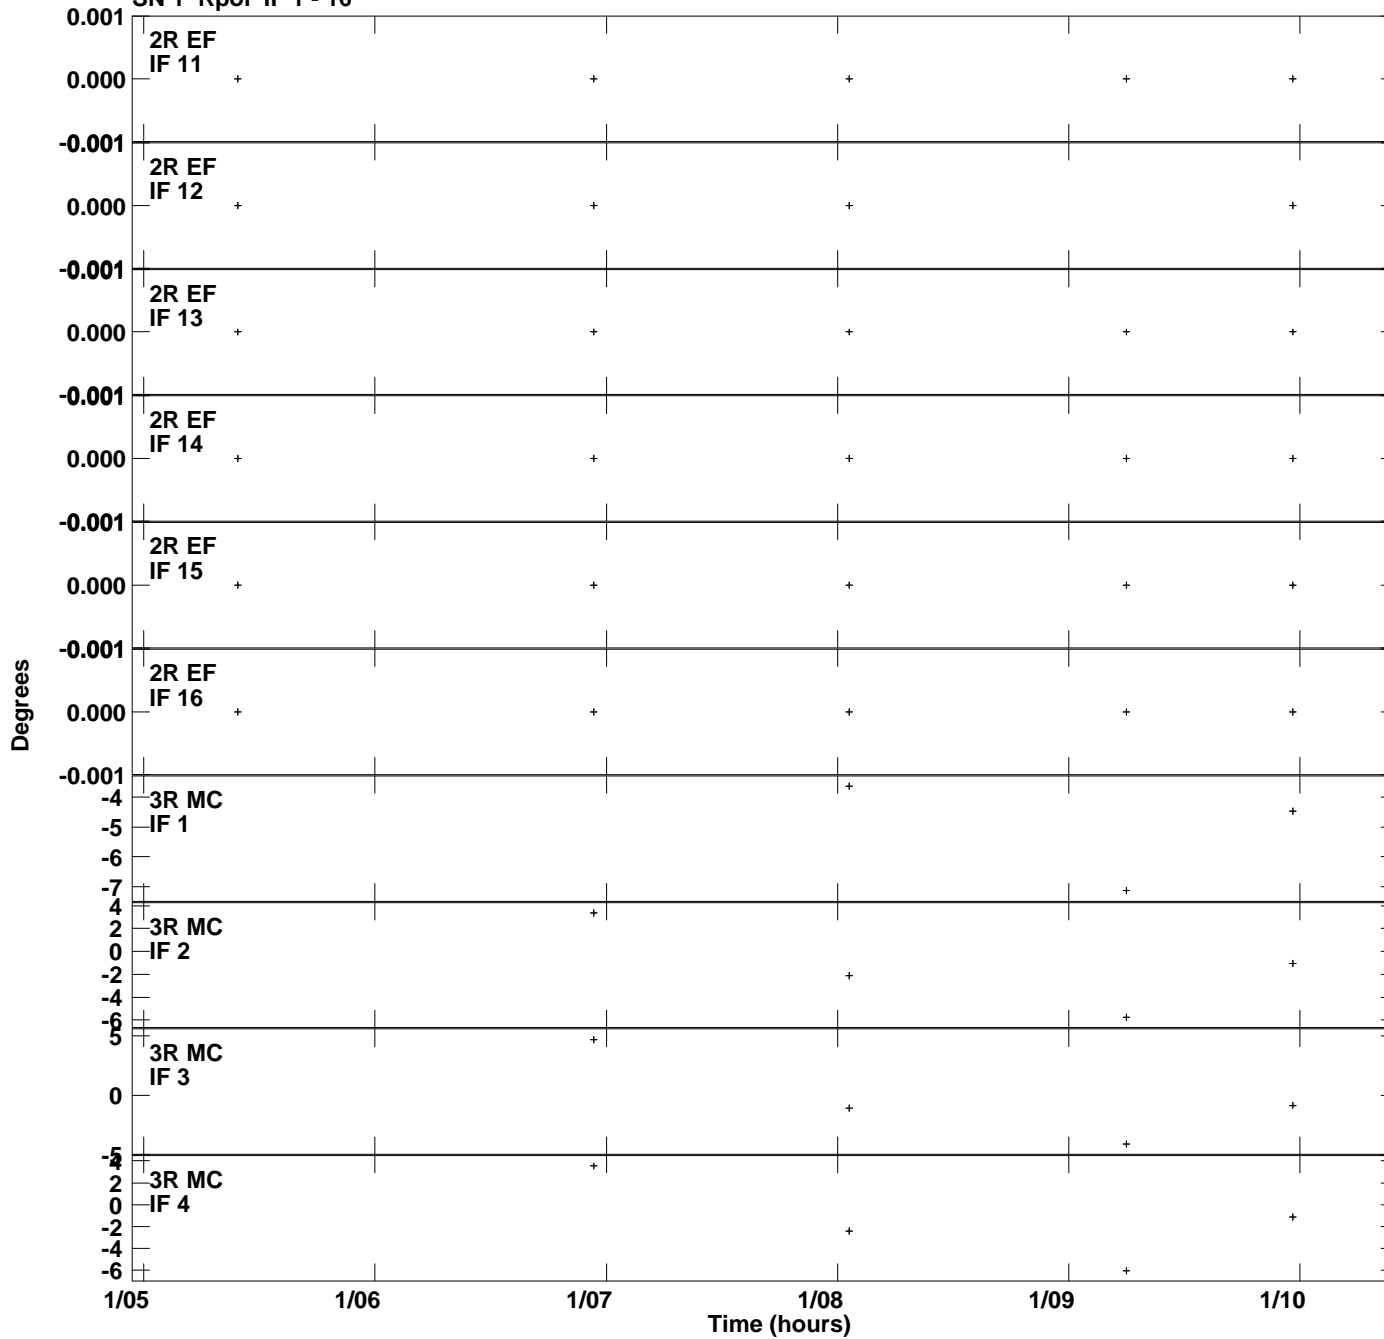 SN 1 Rpol IF 1 - 16
0.001
2R EF
IF 11
0.000
-0.001
2R EF
IF 12
0.000
-0.001
2R EF
IF 13
0.000
-0.001
2R EF
IF 14
0.000
-0.001
2R EF
IF 15
0.000
-0.001
2R EF
IF 16
0.000
-0.001
Degrees
3R MC
IF 1
-4
-5
-6
-7
3R MC
IF 2
4
2
0
-2
-4
-6
3R MC
IF 3
5
0
-5
3R MC
IF 4
4
2
0
-2
-4
-6
1/05 1/06 1/07 1/08 1/09 1/10
Time (hours)